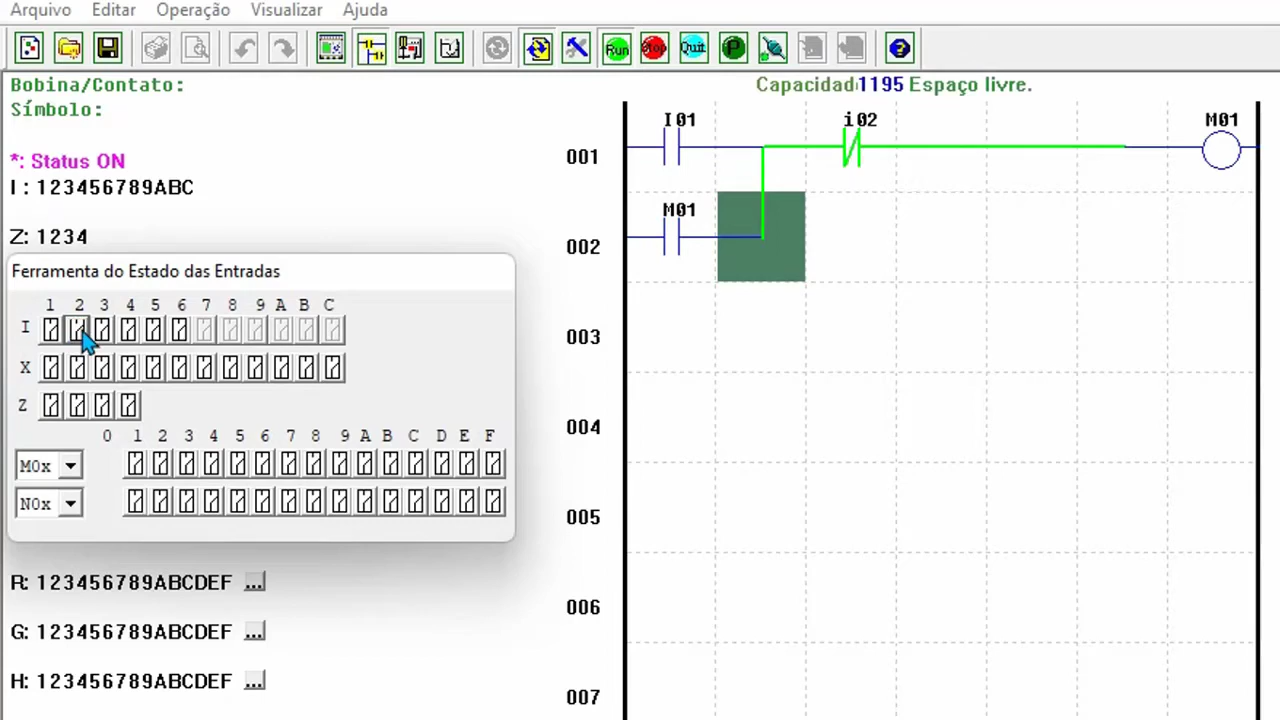 Arquivo Editar Operação Visualizar Ajuda
Run Stop Quit P ?
Bobina/Contato:
Símbolo:
*: Status ON
I : 123456789ABC
Z: 1234
Ferramenta do Estado das Entradas
1 2 3 4 5 6 7 8 9 A B C
I
X
Z
0 1 2 3 4 5 6 7 8 9 A B C D E F
M0x
N0x
R: 123456789ABCDEF ...
G: 123456789ABCDEF ...
H: 123456789ABCDEF ...
Capacidad 1195 Espaço livre.
I01 i02 M01
001
M01
002
003
004
005
006
007